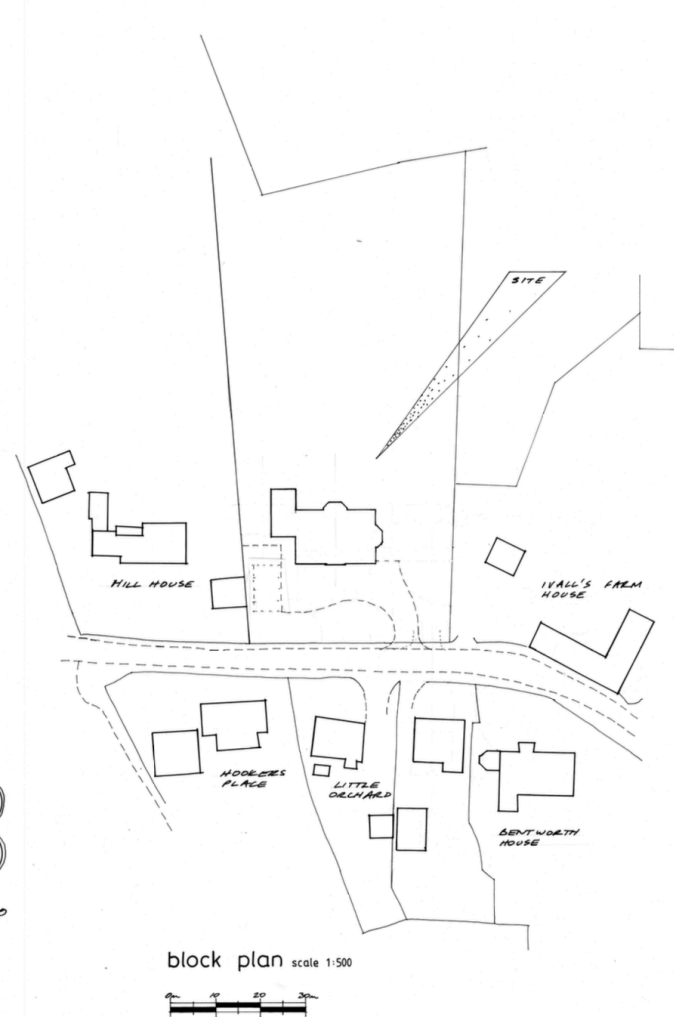 SITE
HILL HOUSE
IVALL'S FARM
HOUSE
HOOKERS
PLACE
LITTLE
ORCHARD
BENTWORTH
HOUSE
block plan scale 1:500
0m 10 20 30m